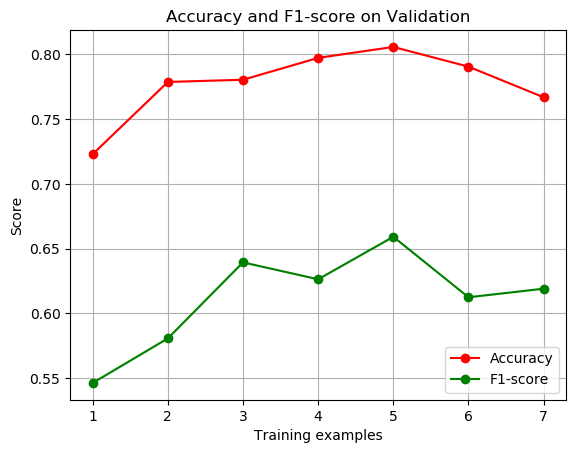 Accuracy and F1-score on Validation
0.80
0.75
0.70
0.65
0.60
0.55
Score
1 2 3 4 5 6 7
Training examples
Accuracy
F1-score